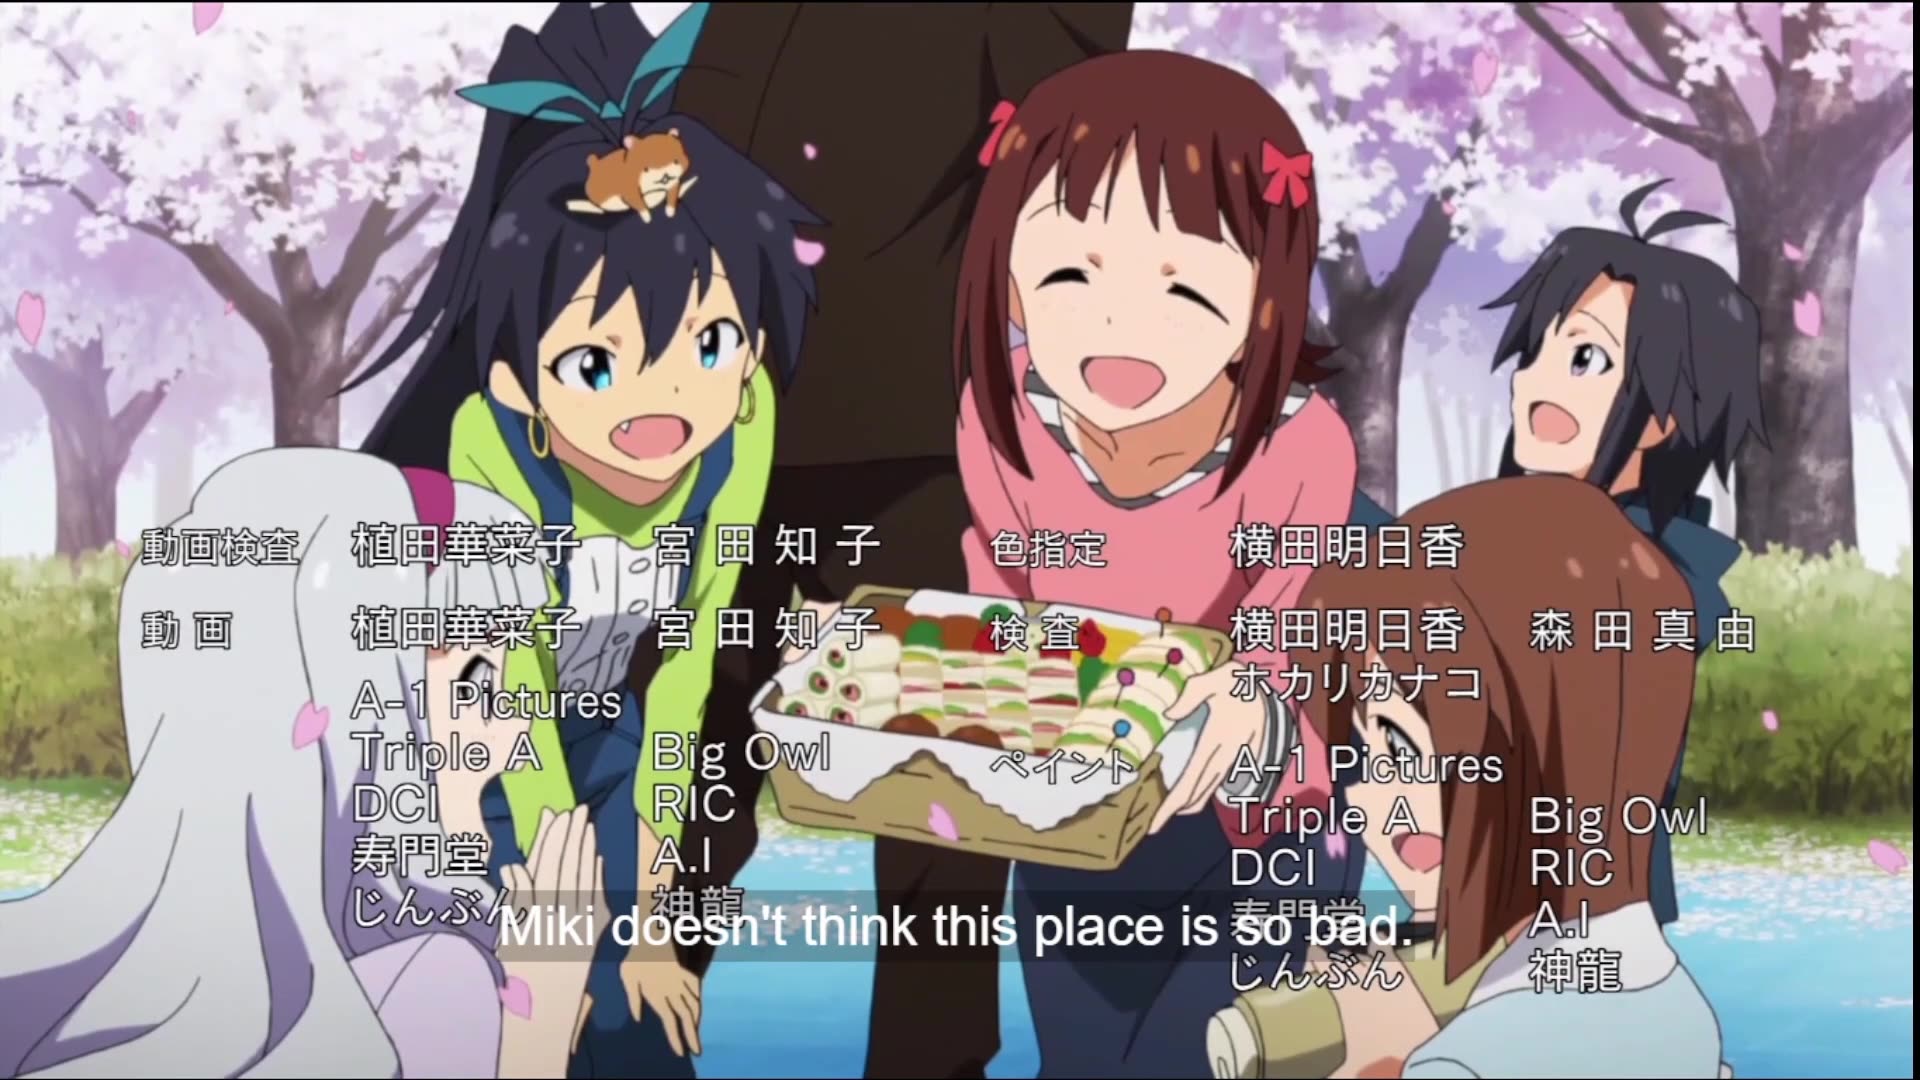 動画検査 植田華菜子 宮田知子 色指定 横田明日香
動画 植田華菜子 宮田知子 検査 横田明日香 森田真由
ホカリカナコ
A-1 Pictures
Triple A Big Owl
DCI RIC
寿門堂 A.I
じんぶん 神龍
ペイント A-1 Pictures
Triple A Big Owl
DCI RIC
寿門堂 A.I
じんぶん 神龍
Miki doesn't think this place is so bad.